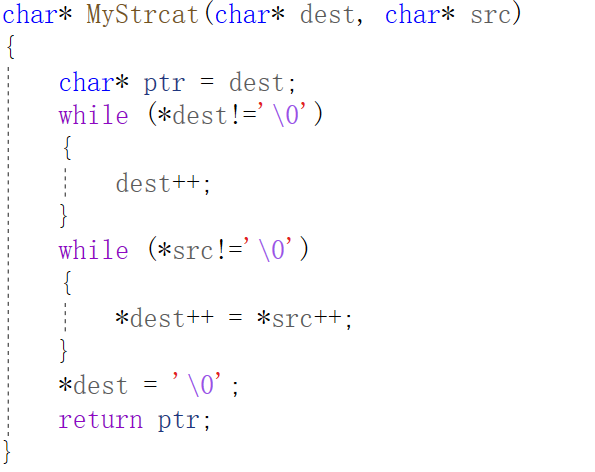 char* MyStrcat(char* dest, char* src)
{
    char* ptr = dest;
    while (*dest!='\0')
    {
        dest++;
    }
    while (*src!='\0')
    {
        *dest++ = *src++;
    }
    *dest = '\0';
    return ptr;
}